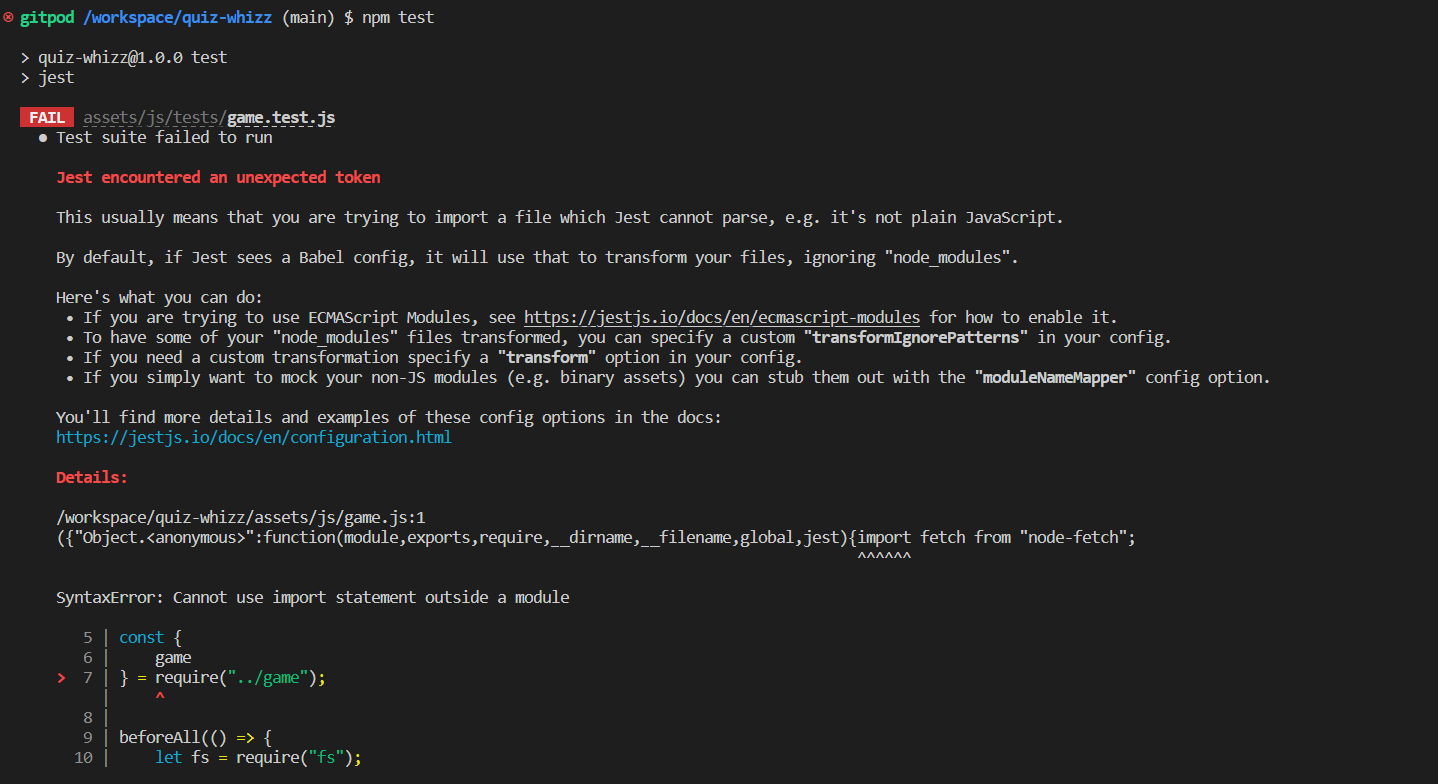 gitpod /workspace/quiz-whizz (main) $ npm test
> quiz-whizz@1.0.0 test
> jest
FAIL assets/js/tests/game.test.js
● Test suite failed to run
Jest encountered an unexpected token
This usually means that you are trying to import a file which Jest cannot parse, e.g. it's not plain JavaScript.
By default, if Jest sees a Babel config, it will use that to transform your files, ignoring "node_modules".
Here's what you can do:
• If you are trying to use ECMAScript Modules, see https://jestjs.io/docs/en/ecmascript-modules for how to enable it.
• To have some of your "node_modules" files transformed, you can specify a custom "transformIgnorePatterns" in your config.
• If you need a custom transformation specify a "transform" option in your config.
• If you simply want to mock your non-JS modules (e.g. binary assets) you can stub them out with the "moduleNameMapper" config option.
You'll find more details and examples of these config options in the docs:
https://jestjs.io/docs/en/configuration.html
Details:
/workspace/quiz-whizz/assets/js/game.js:1
({"Object.<anonymous>":function(module,exports,require,__dirname,__filename,global,jest){import fetch from "node-fetch";
^^^^^^
SyntaxError: Cannot use import statement outside a module
5 | const {
6 | game
> 7 | } = require("../game");
| ^
8 |
9 | beforeAll(() => {
10 | let fs = require("fs");